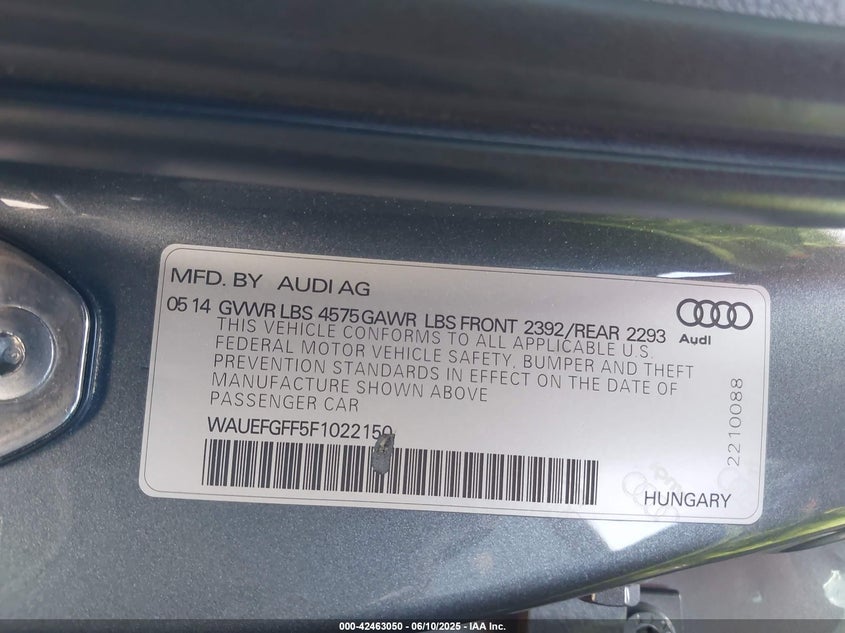 MFD. BY AUDI AG
05 14 GVWR LBS 4575 GAWR LBS FRONT 2392/REAR 2293
THIS VEHICLE CONFORMS TO ALL APPLICABLE U.S.
FEDERAL MOTOR VEHICLE SAFETY, BUMPER AND THEFT
PREVENTION STANDARDS IN EFFECT ON THE DATE OF
MANUFACTURE SHOWN ABOVE
PASSENGER CAR
WAUEFGFF5F1022150
Audi
2210088
HUNGARY
000-42463050 - 06/10/2025 - IAA Inc.